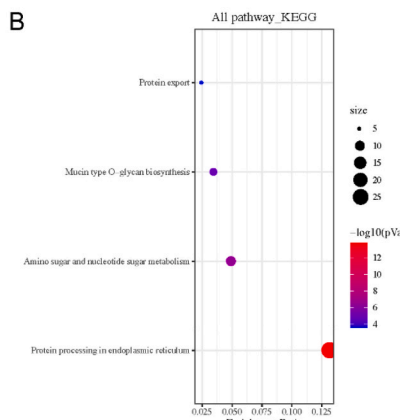 B
All pathway_KEGG
Protein export
Mucin type O-glycan biosynthesis
Amino sugar and nucleotide sugar metabolism
Protein processing in endoplasmic reticulum
0.025 0.050 0.075 0.100 0.125
size
5
10
15
20
25
-log10(pVa
12
10
8
6
4